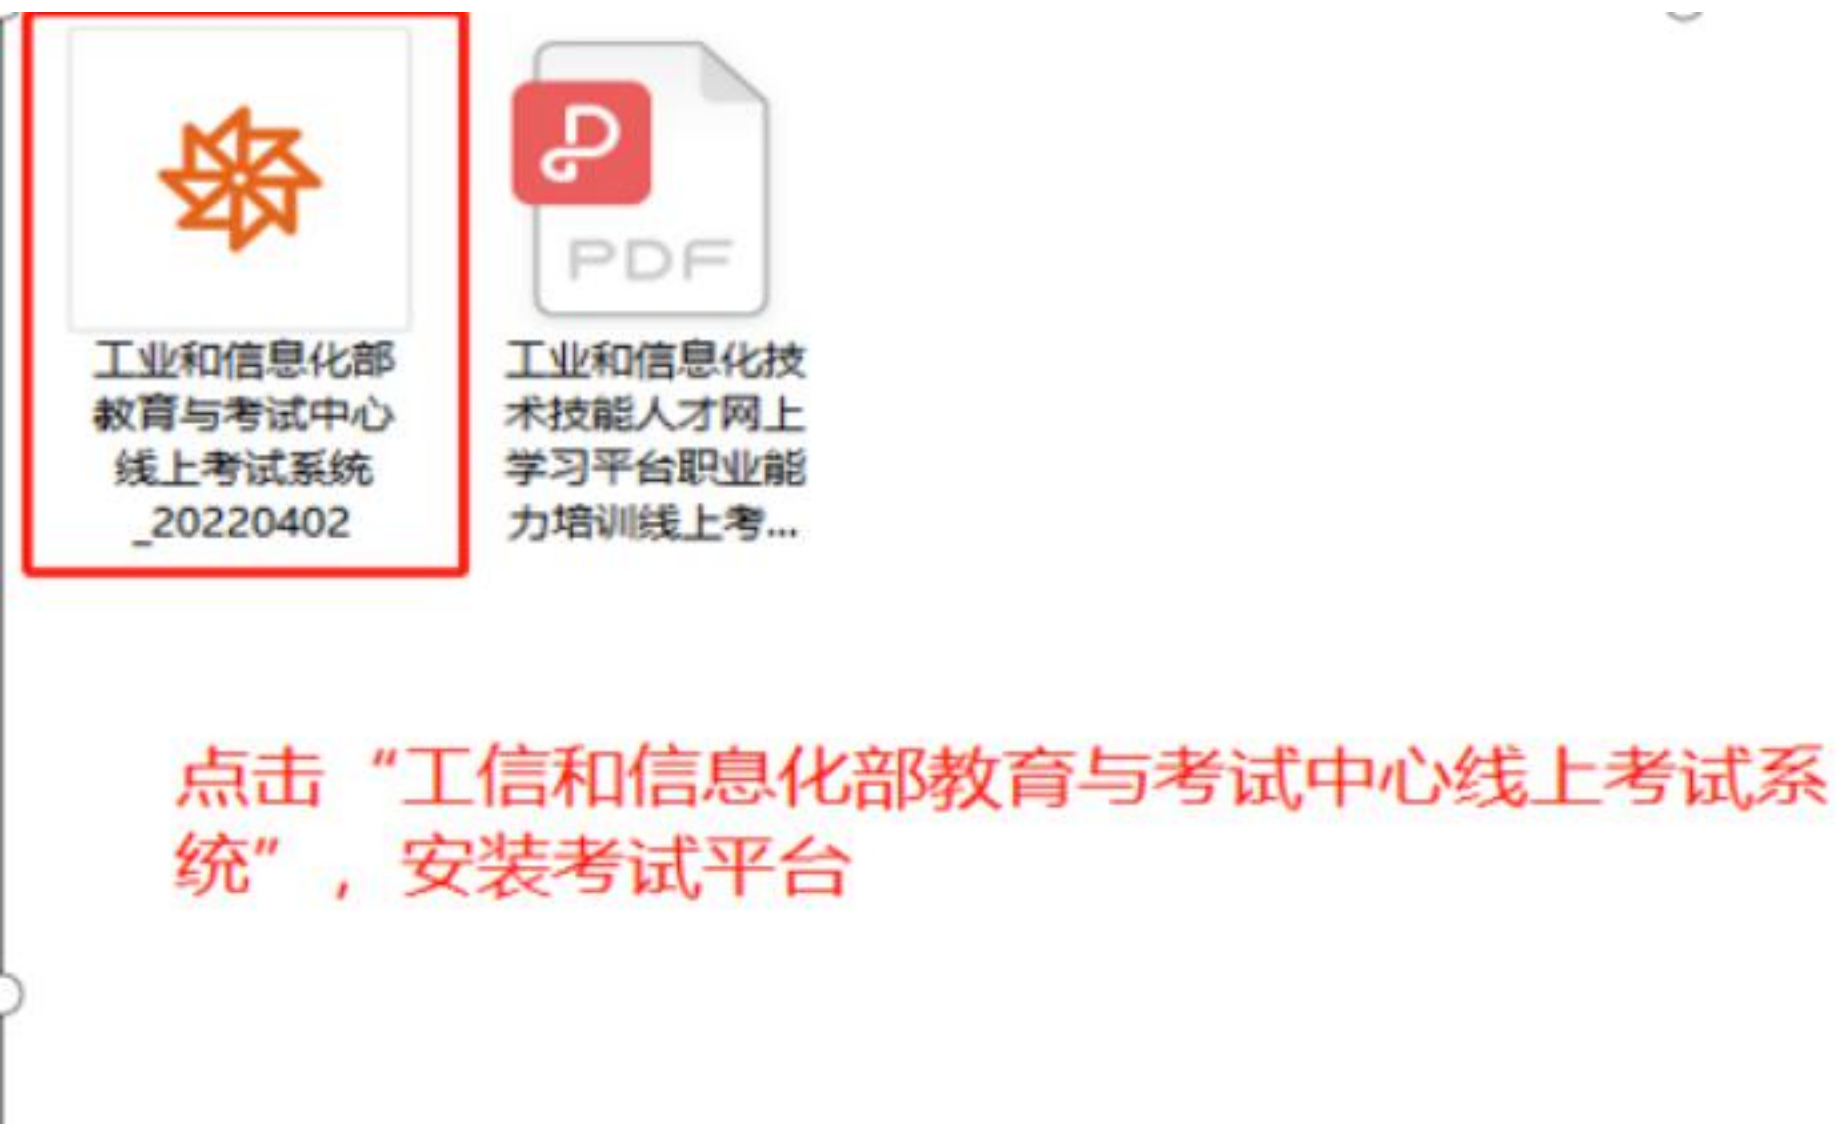 PDF
工业和信息化部
教育与考试中心
线上考试系统
_20220402
工业和信息化技
术技能人才网上
学习平台职业能
力培训线上考...
点击“工信和信息化部教育与考试中心线上考试系
统”，安装考试平台